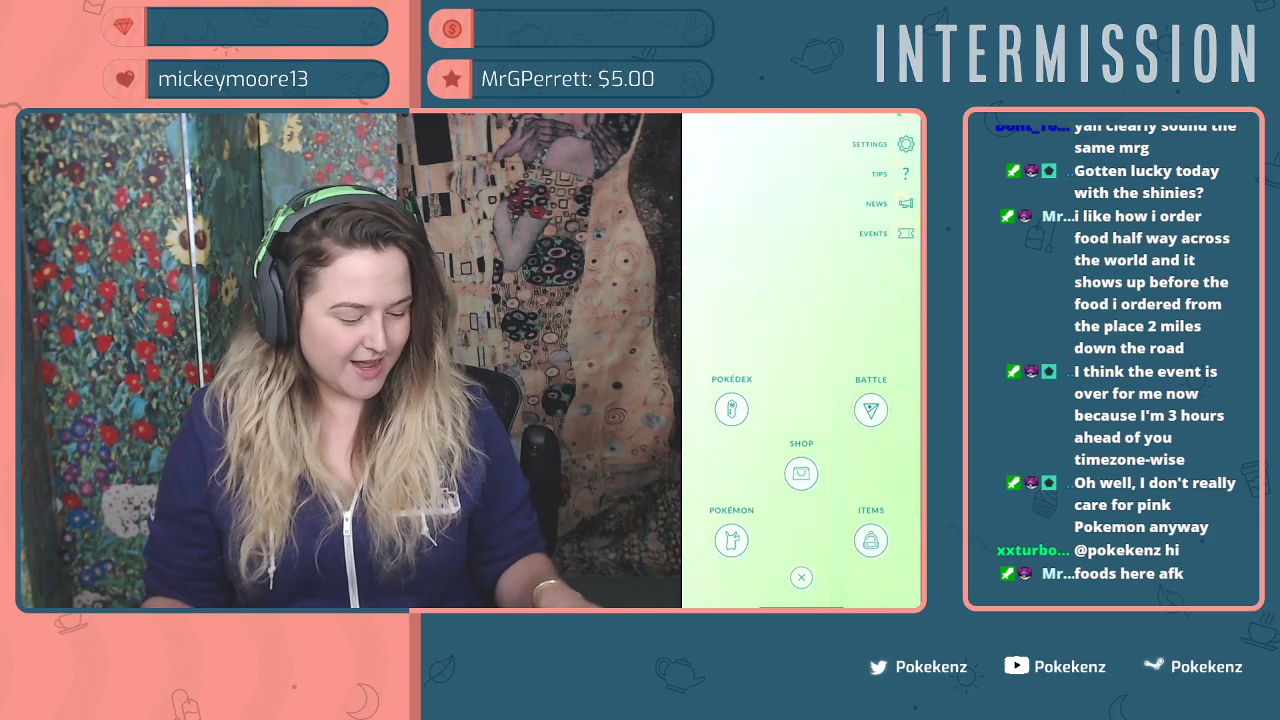 INTERMISSION
mickeymoore13
MrGPerrett: $5.00
SETTINGS
TIPS
?
NEWS
EVENTS
POKÉDEX
BATTLE
SHOP
POKÉMON
ITEMS
yall clearly sound the
same mrg
Gotten lucky today
with the shinies?
Mr...i like how i order
food half way across
the world and it
shows up before the
food i ordered from
the place 2 miles
down the road
..I think the event is
over for me now
because I'm 3 hours
ahead of you
timezone-wise
..Oh well, I don't really
care for pink
Pokemon anyway
xxturbo... @pokekenz hi
Mr...foods here afk
Pokekenz
Pokekenz
Pokekenz